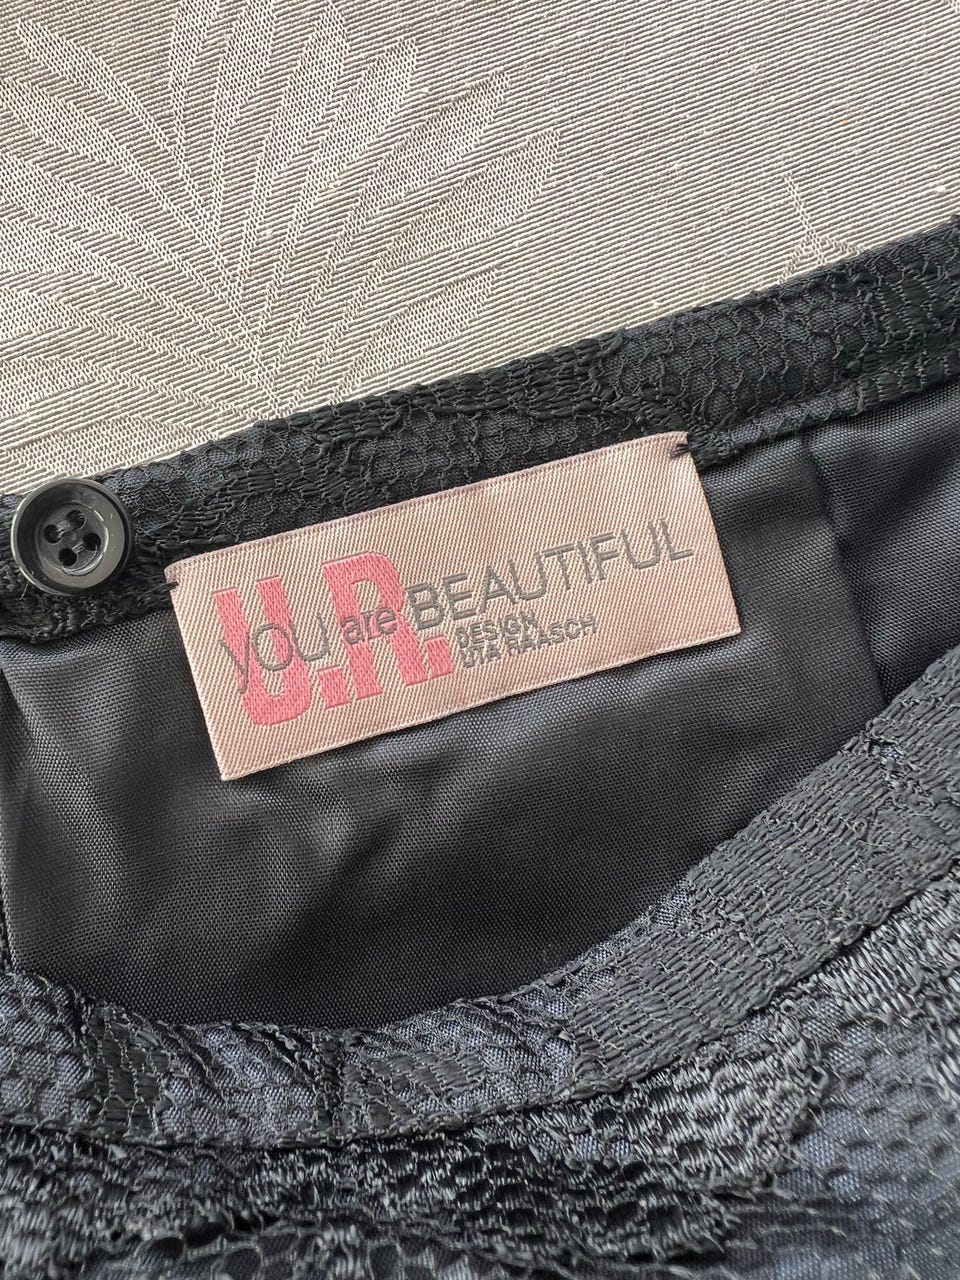 U.R.
you are BEAUTIFUL
DESIGN
UTA RAASCH